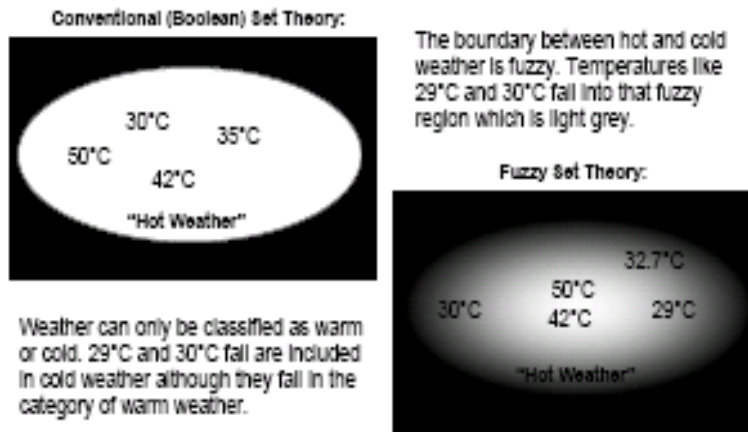 Conventional (Boolean) Set Theory:
30°C
35°C
50°C
42°C
"Hot Weather"
Weather can only be classified as warm
or cold. 29°C and 30°C fall are included
in cold weather although they fall in the
category of warm weather.
The boundary between hot and cold
weather is fuzzy. Temperatures like
29°C and 30°C fall into that fuzzy
region which is light grey.
Fuzzy Set Theory:
32.7°C
50°C
30°C
29°C
42°C
"Hot Weather"